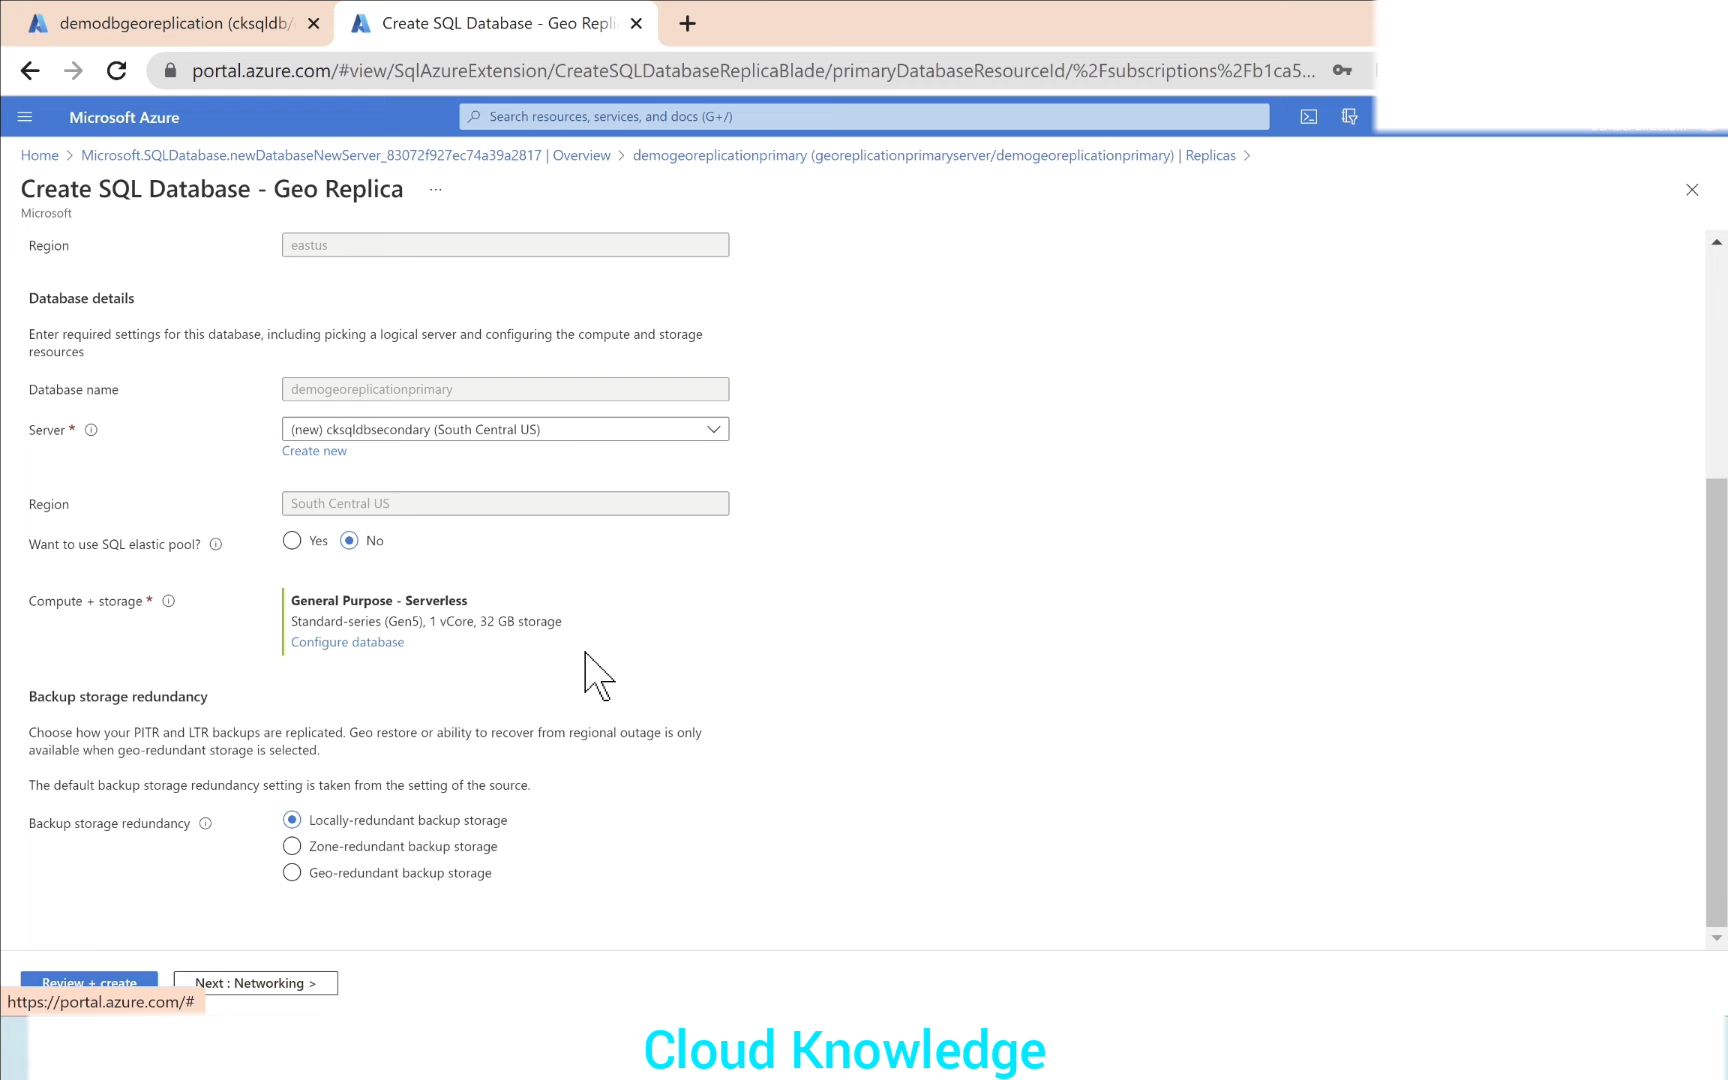 demodbgeoreplication (cksqldb/
Create SQL Database - Geo Repli
portal.azure.com/#view/SqlAzureExtension/CreateSQLDatabaseReplicaBlade/primaryDatabaseResourceId/%2Fsubscriptions%2Fb1ca5...
Microsoft Azure
Search resources, services, and docs (G+/)
Home > Microsoft.SQLDatabase.newDatabaseNewServer_83072f927ec74a39a2817 | Overview > demogeoreplicationprimary (georeplicationprimaryserver/demogeoreplicationprimary) | Replicas >
Create SQL Database - Geo Replica ...
Microsoft
Region
eastus
Database details
Enter required settings for this database, including picking a logical server and configuring the compute and storage
resources
Database name
demogeoreplicationprimary
Server *
(new) cksqldbsecondary (South Central US)
Create new
Region
South Central US
Want to use SQL elastic pool?
Yes
No
Compute + storage *
General Purpose - Serverless
Standard-series (Gen5), 1 vCore, 32 GB storage
Configure database
Backup storage redundancy
Choose how your PITR and LTR backups are replicated. Geo restore or ability to recover from regional outage is only
available when geo-redundant storage is selected.
The default backup storage redundancy setting is taken from the setting of the source.
Backup storage redundancy
Locally-redundant backup storage
Zone-redundant backup storage
Geo-redundant backup storage
Review + create
Next : Networking >
https://portal.azure.com/#
Cloud Knowledge